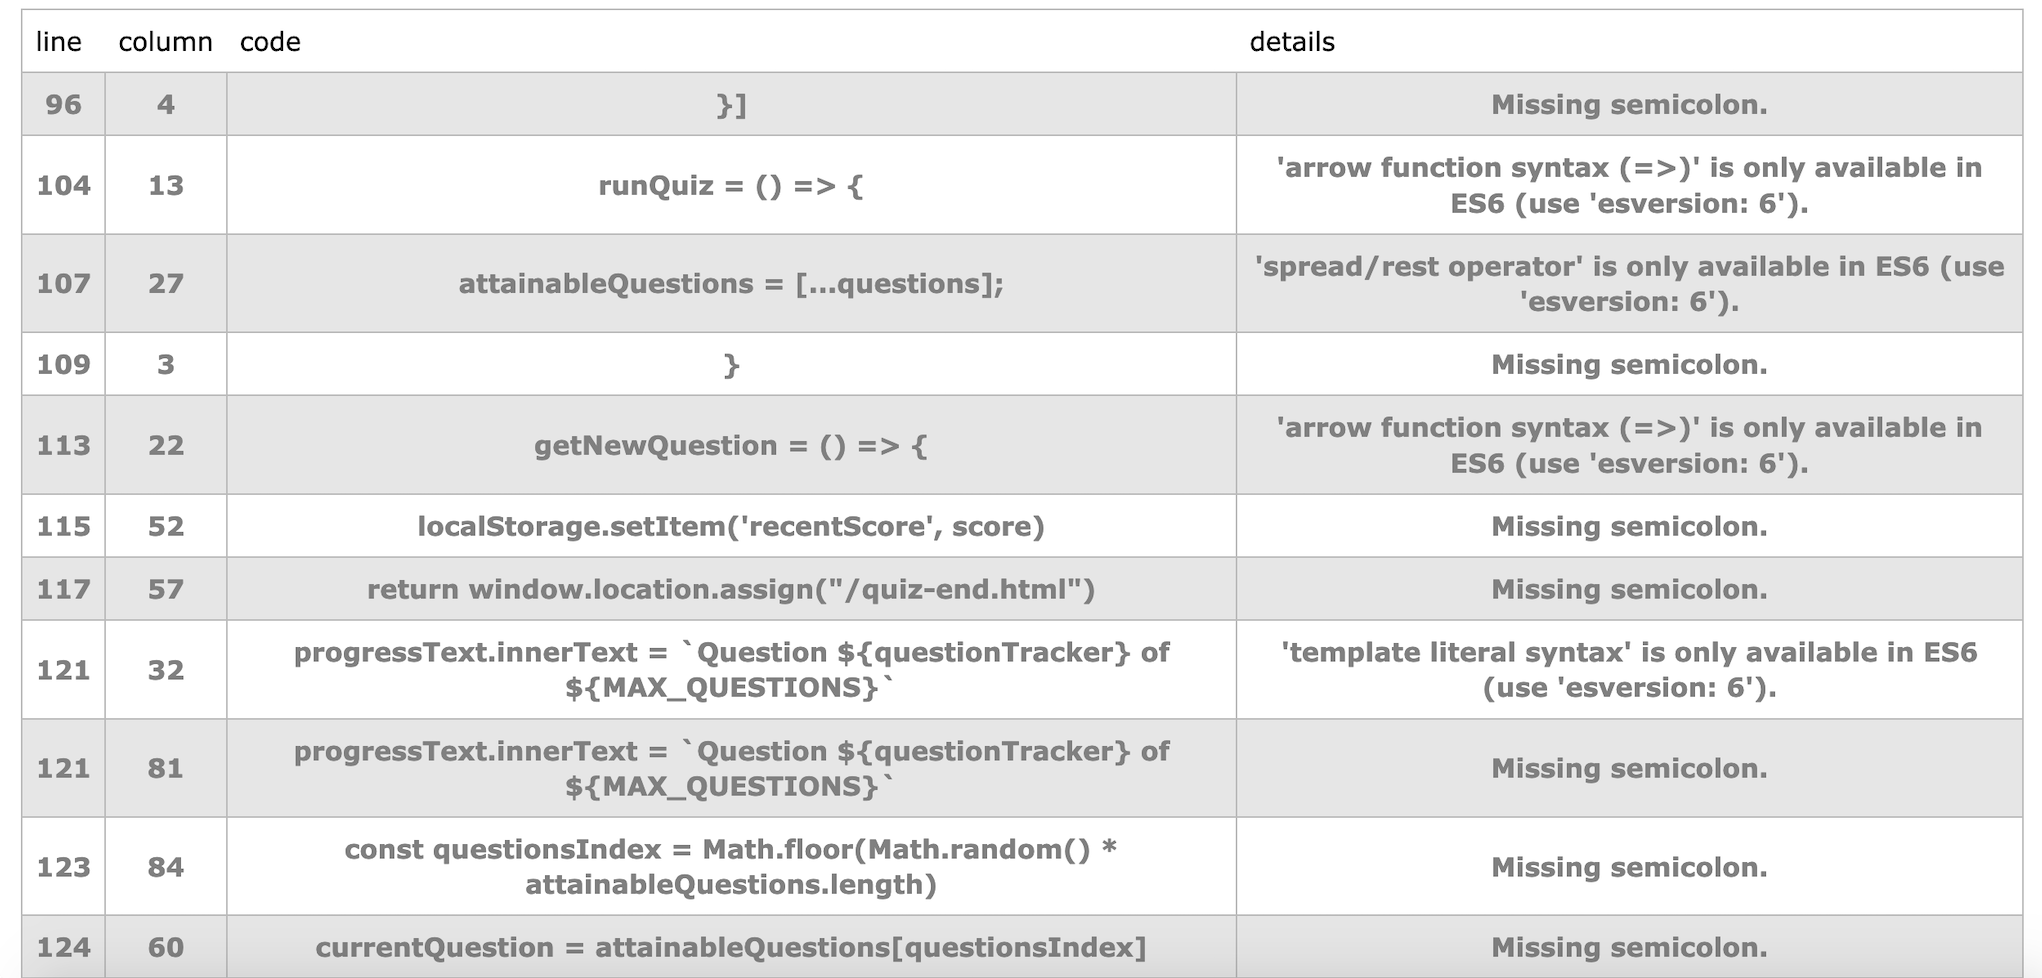 line column code details
96 4 }] Missing semicolon.
104 13 runQuiz = () => { 'arrow function syntax (=>)' is only available in
ES6 (use 'esversion: 6').
107 27 attainableQuestions = [...questions]; 'spread/rest operator' is only available in ES6 (use
'esversion: 6').
109 3 } Missing semicolon.
113 22 getNewQuestion = () => { 'arrow function syntax (=>)' is only available in
ES6 (use 'esversion: 6').
115 52 localStorage.setItem('recentScore', score) Missing semicolon.
117 57 return window.location.assign("/quiz-end.html") Missing semicolon.
121 32 progressText.innerText = `Question ${questionTracker} of
${MAX_QUESTIONS}` 'template literal syntax' is only available in ES6
(use 'esversion: 6').
121 81 progressText.innerText = `Question ${questionTracker} of
${MAX_QUESTIONS}` Missing semicolon.
123 84 const questionsIndex = Math.floor(Math.random() *
attainableQuestions.length) Missing semicolon.
124 60 currentQuestion = attainableQuestions[questionsIndex] Missing semicolon.